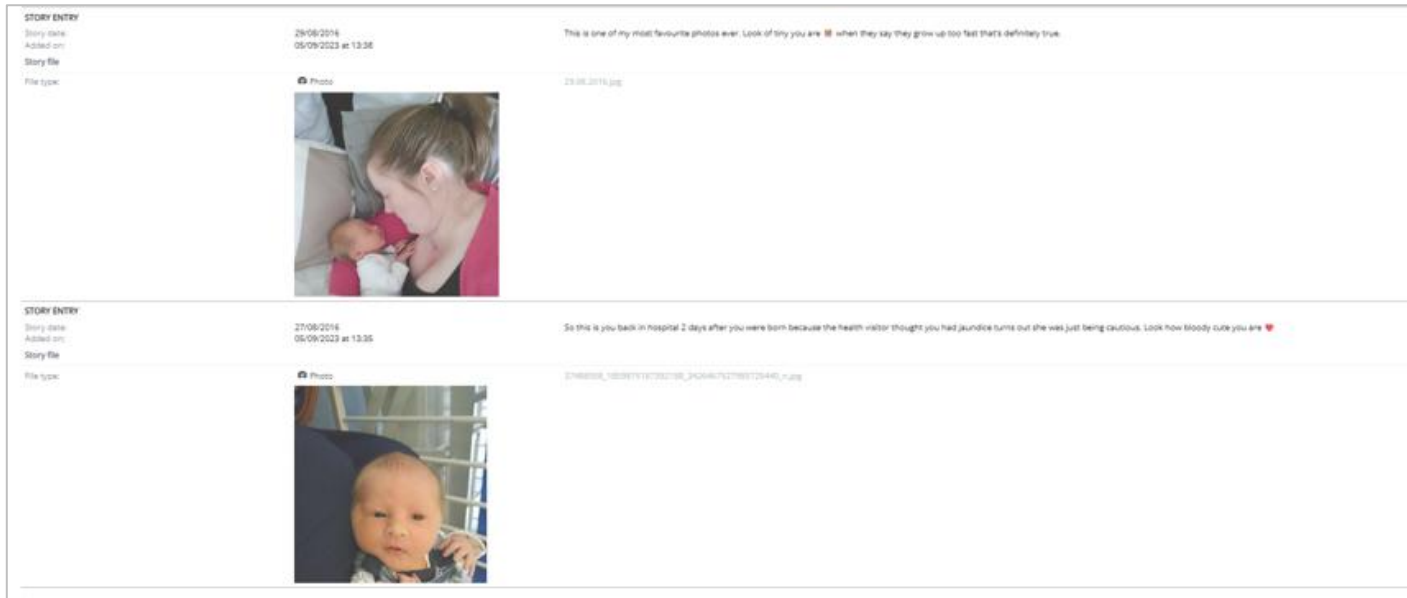 STORY ENTRY
Story date: 29/08/2016 This is one of my most favourite photos ever. Look of tiny you are when they say they grow up too fast that's definitely true.
Added on: 05/09/2023 at 13:38
Story file
File type: Photo 29.08.2016.jpg
STORY ENTRY
Story date: 27/08/2016 So this is you back in hospital 2 days after you were born because the health visitor thought you had jaundice turns out she was just being cautious. Look how bloody cute you are ❤
Added on: 05/09/2023 at 13:35
Story file
File type: Photo